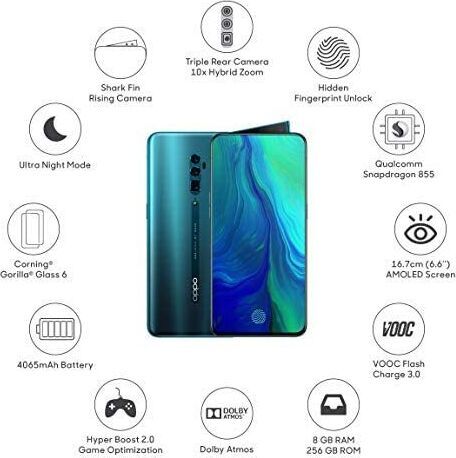 Triple Rear Camera
10x Hybrid Zoom
Shark Fin
Rising Camera
Hidden
Fingerprint Unlock
Ultra Night Mode
Qualcomm
Snapdragon 855
Corning®
Gorilla® Glass 6
16.7cm (6.6")
AMOLED Screen
oppo
4065mAh Battery
VOOC
VOOC Flash
Charge 3.0
DOLBY
ATMOS
Hyper Boost 2.0
Game Optimization
Dolby Atmos
8 GB RAM
256 GB ROM